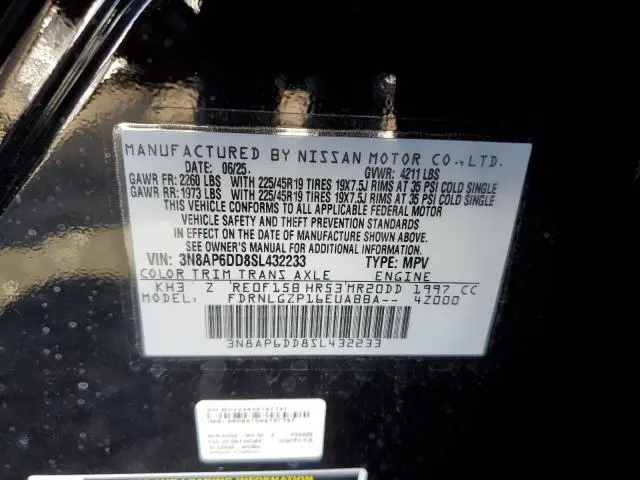 MANUFACTURED BY NISSAN MOTOR CO.,LTD.
DATE: 06/25. GVWR: 4211 LBS
GAWR FR: 2260 LBS WITH 225/45R19 TIRES 19X7.5J RIMS AT 35 PSI COLD SINGLE
GAWR RR: 1973 LBS WITH 225/45R19 TIRES 19X7.5J RIMS AT 35 PSI COLD SINGLE
THIS VEHICLE CONFORMS TO ALL APPLICABLE FEDERAL MOTOR
VEHICLE SAFETY AND THEFT PREVENTION STANDARDS
IN EFFECT ON THE DATE OF MANUFACTURE SHOWN ABOVE.
SEE OWNER'S MANUAL FOR ADDITIONAL INFORMATION.
VIN: 3N8AP6DD8SL432233 TYPE: MPV
COLOR TRIM TRANS AXLE ENGINE
KH3 Z RE0F15B HR53 MR20DD 1997 CC
FDRNLGZP16EUABBA-- 4Z000
3N8AP6DD8SL432233